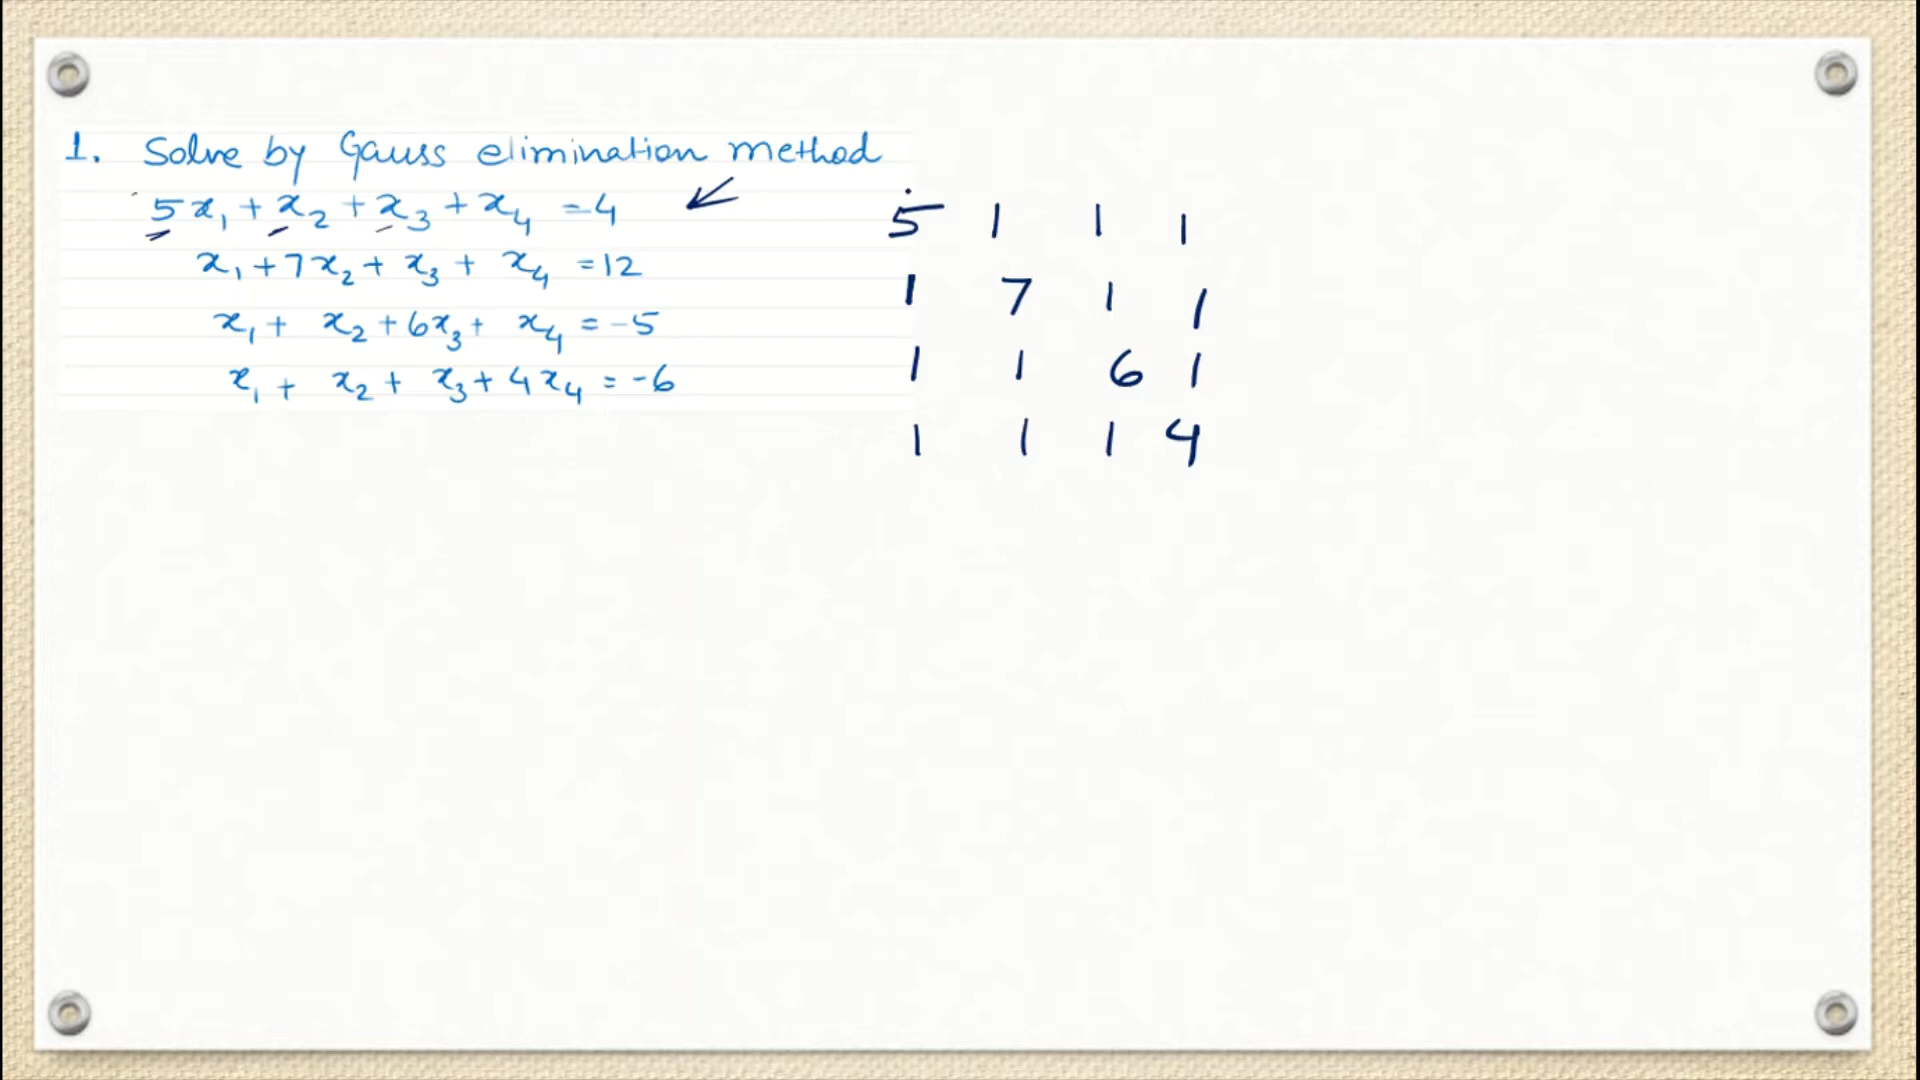 1. Solve by Gauss elimination method
5x₁ + x₂ + x₃ + x₄ = 4
x₁ + 7x₂ + x₃ + x₄ = 12
x₁ + x₂ + 6x₃ + x₄ = -5
x₁ + x₂ + x₃ + 4x₄ = -6
5 1 1 1
1 7 1 1
1 1 6 1
1 1 1 4